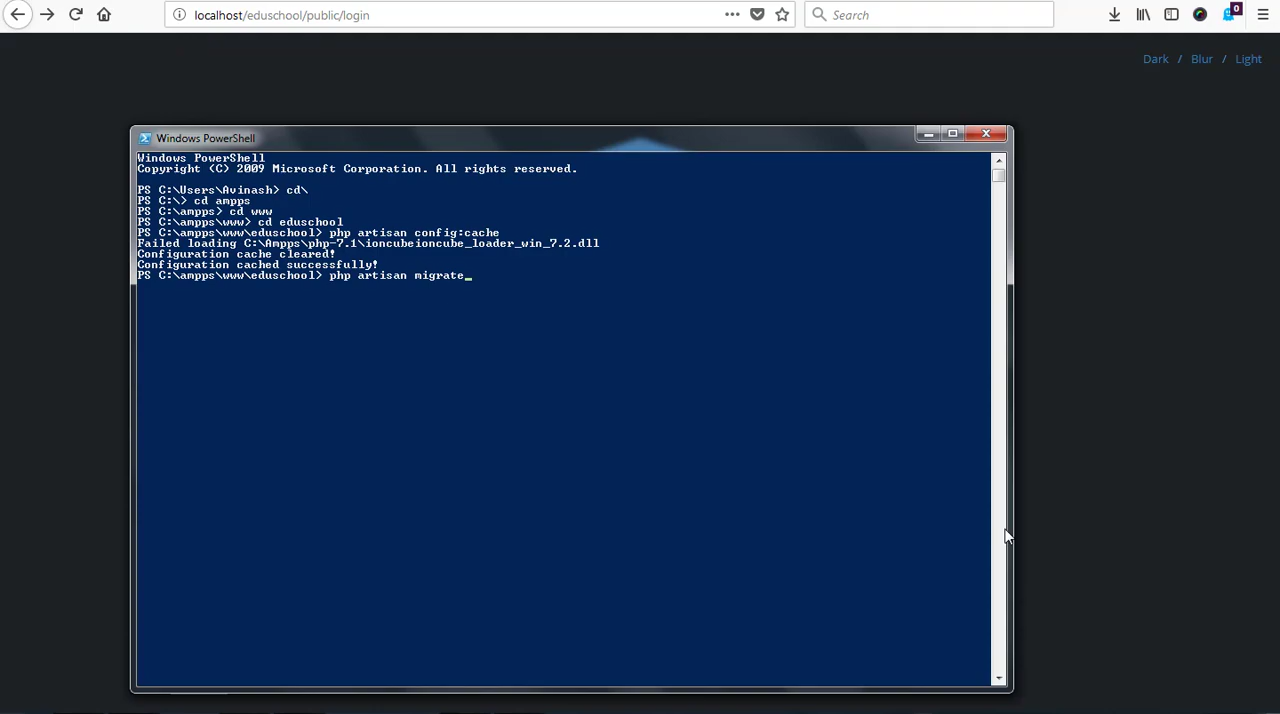 localhost/eduschool/public/login
Search
0
Dark / Blur / Light
Windows PowerShell
Windows PowerShell
Copyright (C) 2009 Microsoft Corporation. All rights reserved.
PS C:\Users\Avinash> cd\
PS C:\> cd ampps
PS C:\ampps> cd www
PS C:\ampps\www> cd eduschool
PS C:\ampps\www\eduschool> php artisan config:cache
Failed loading C:\Ampps\php-7.1\ioncubeioncube_loader_win_7.2.dll
Configuration cache cleared!
Configuration cached successfully!
PS C:\ampps\www\eduschool> php artisan migrate_